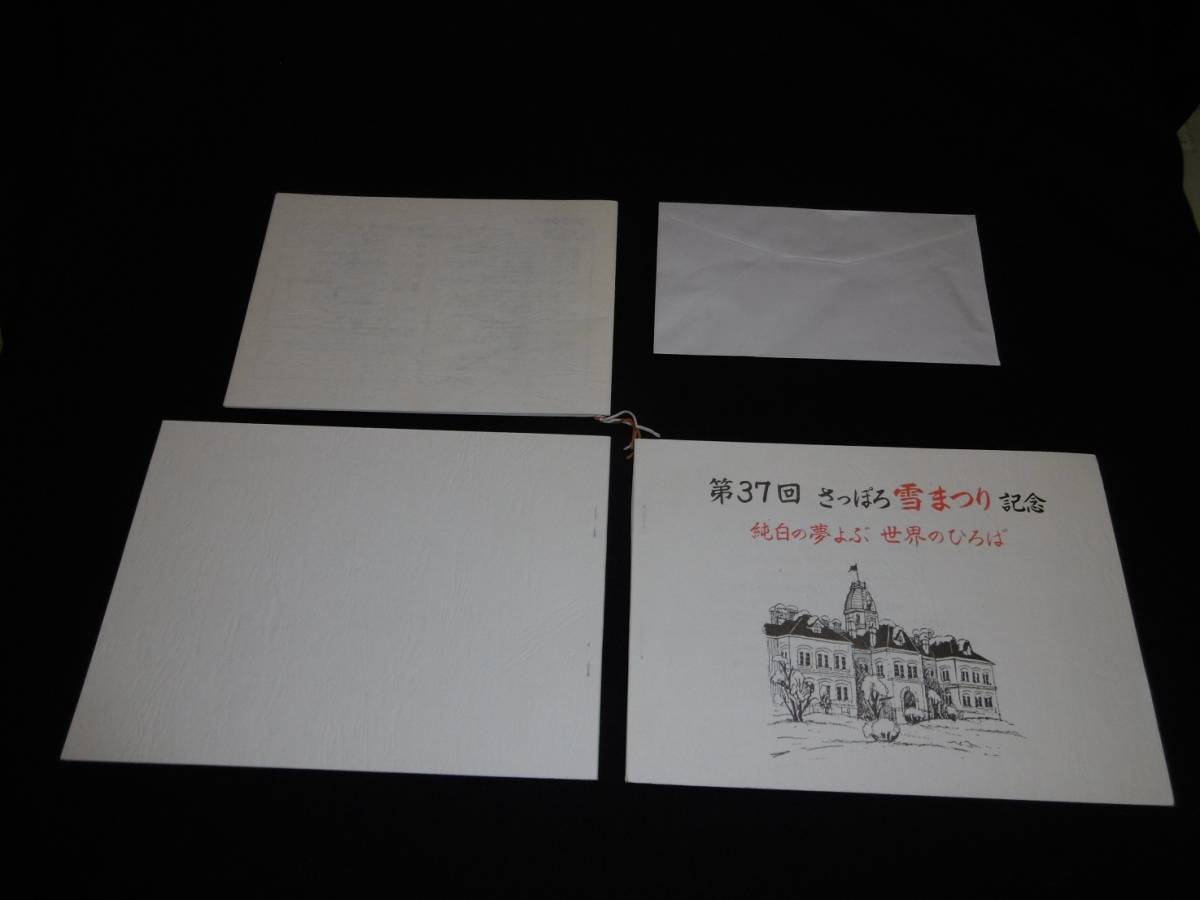 第37回 さっぽろ雪まつり記念
純白の夢よぶ 世界のひろば